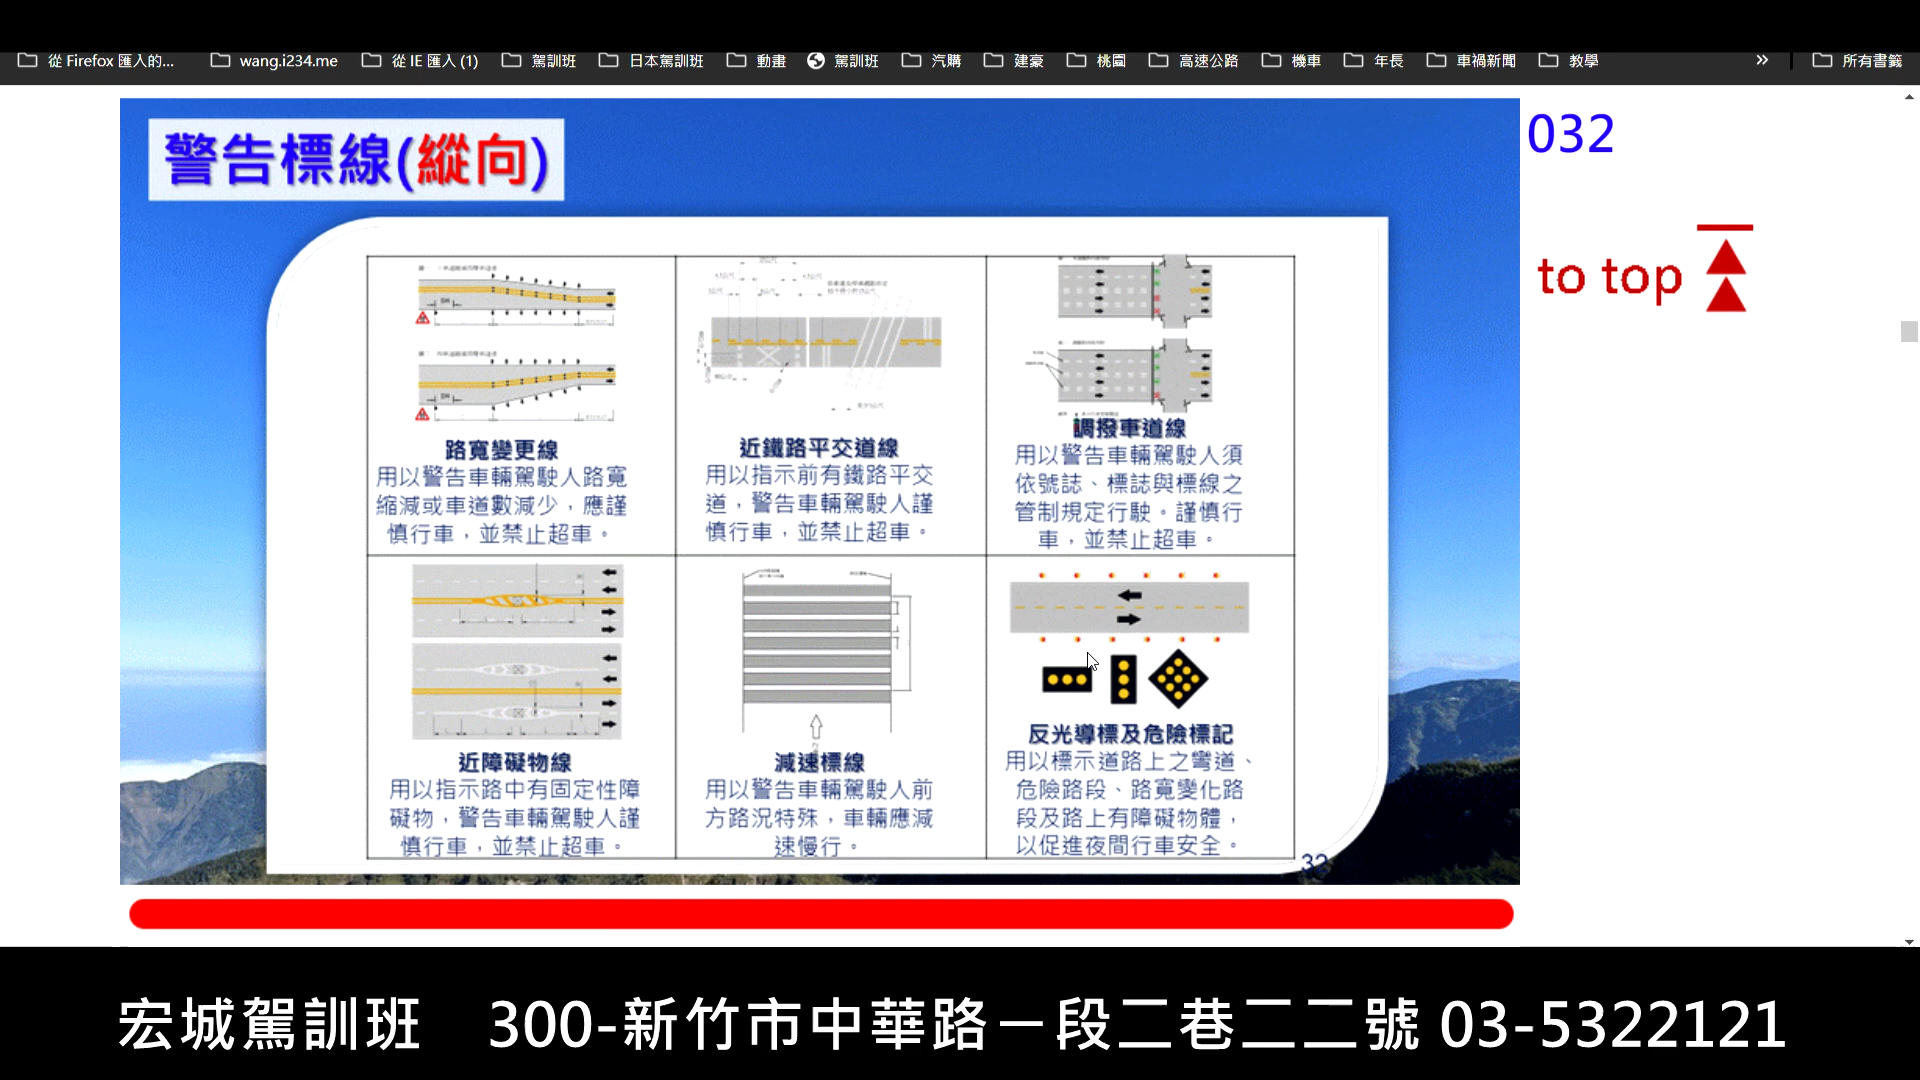 從 Firefox 匯入的... wang.i234.me 從 IE 匯入 (1) 駕訓班 日本駕訓班 動畫 駕訓班 汽購 建豪 桃園 高速公路 機車 年長 車禍新聞 教學 » 所有書籤
警告標線(縱向)
032
to top
路寬變更線
用以警告車輛駕駛人路寬
縮減或車道數減少，應謹
慎行車，並禁止超車。
近鐵路平交道線
用以指示前有鐵路平交
道，警告車輛駕駛人謹
慎行車，並禁止超車。
調撥車道線
用以警告車輛駕駛人須
依號誌、標誌與標線之
管制規定行駛。謹慎行
車，並禁止超車。
近障礙物線
用以指示路中有固定性障
礙物，警告車輛駕駛人謹
慎行車，並禁止超車。
減速標線
用以警告車輛駕駛人前
方路況特殊，車輛應減
速慢行。
反光導標及危險標記
用以標示道路上之彎道、
危險路段、路寬變化路
段及路上有障礙物體，
以促進夜間行車安全。
32
宏城駕訓班 300-新竹市中華路一段二巷二二號 03-5322121